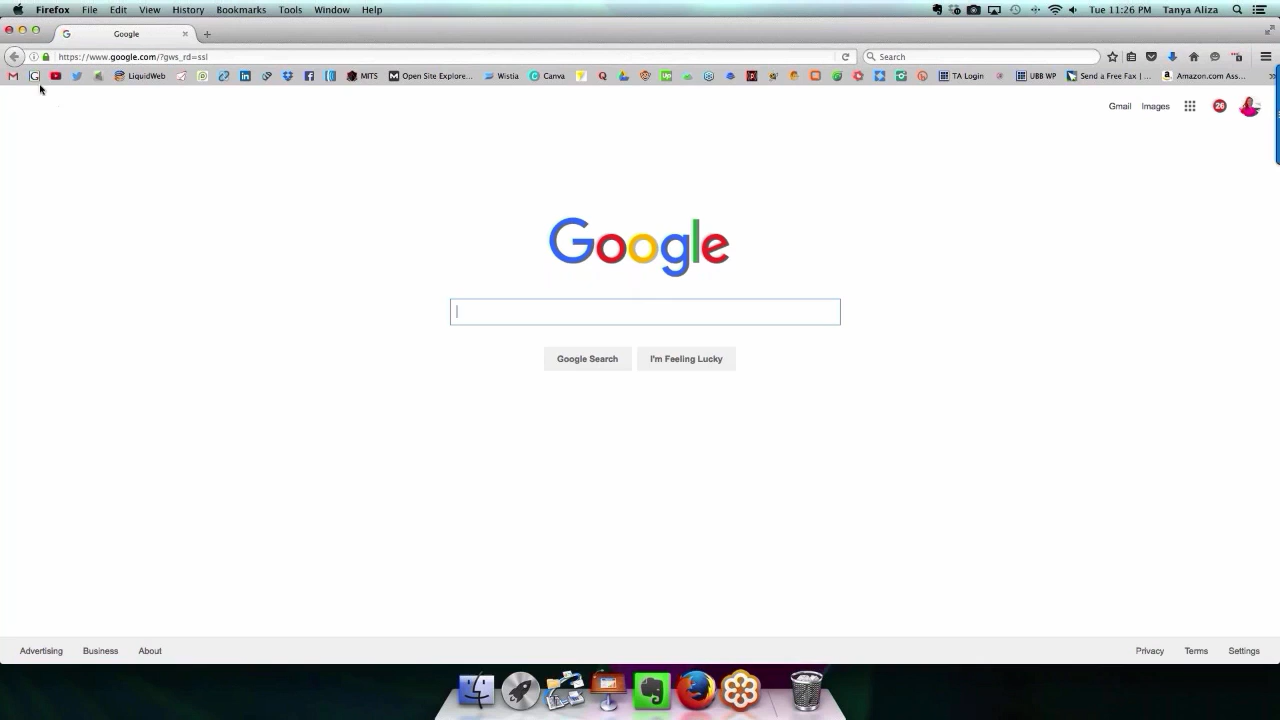 Firefox File Edit View History Bookmarks Tools Window Help Tue 11:26 PM Tanya Aliza
Google
https://www.google.com/?gws_rd=ssl Search
LiquidWeb MITS Open Site Explore... Wistia Canva TA Login UBB WP Send a Free Fax | ... Amazon.com Ass...
Gmail Images 26
Google
Google Search I'm Feeling Lucky
Advertising Business About Privacy Terms Settings